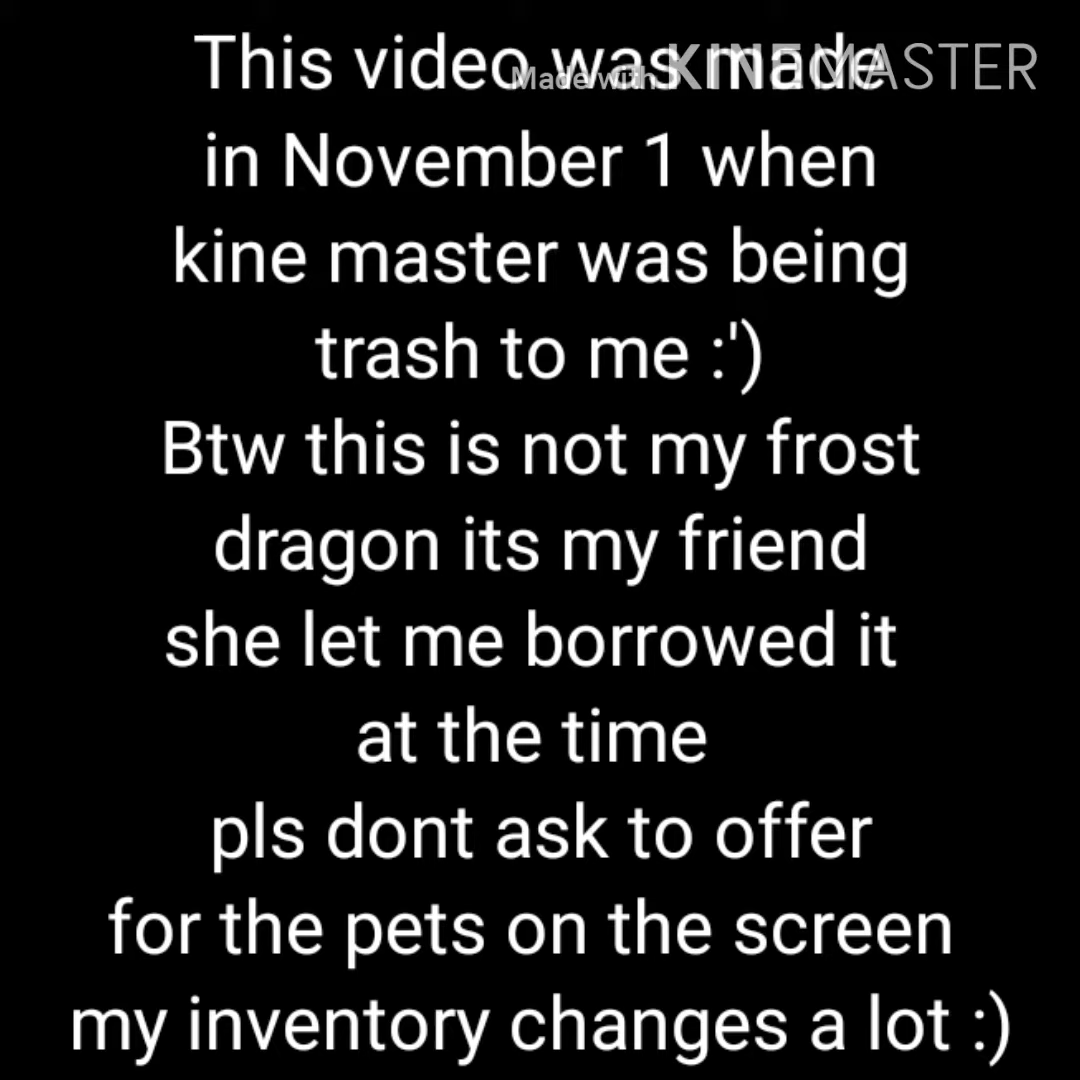 This video was made
Made with KINEMASTER
in November 1 when
kine master was being
trash to me :')
Btw this is not my frost
dragon its my friend
she let me borrowed it
at the time
pls dont ask to offer
for the pets on the screen
my inventory changes a lot :)